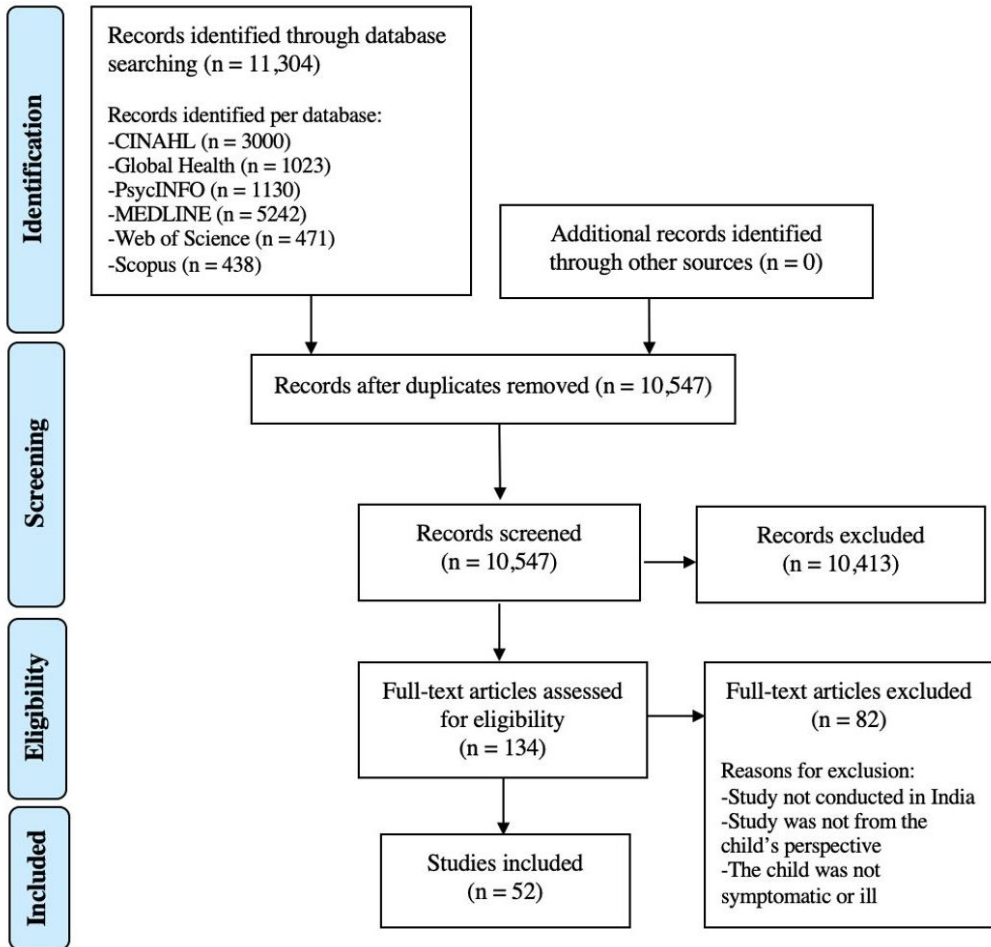 Identification
Records identified through database
searching (n = 11,304)
Records identified per database:
-CINAHL (n = 3000)
-Global Health (n = 1023)
-PsycINFO (n = 1130)
-MEDLINE (n = 5242)
-Web of Science (n = 471)
-Scopus (n = 438)
Additional records identified
through other sources (n = 0)
Screening
Records after duplicates removed (n = 10,547)
Records screened
(n = 10,547)
Records excluded
(n = 10,413)
Eligibility
Full-text articles assessed
for eligibility
(n = 134)
Full-text articles excluded
(n = 82)
Reasons for exclusion:
-Study not conducted in India
-Study was not from the
child's perspective
-The child was not
symptomatic or ill
Included
Studies included
(n = 52)